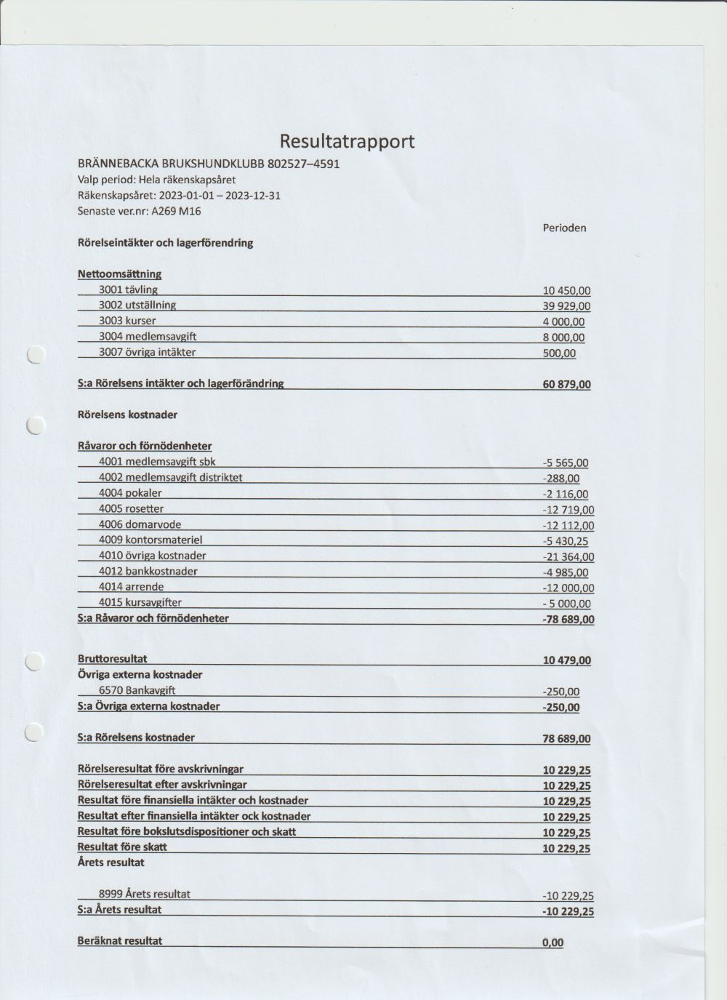 Resultatrapport
BRÄNNEBACKA BRUKSHUNDKLUBB 802527–4591
Valp period: Hela räkenskapsåret
Räkenskapsåret: 2023-01-01 – 2023-12-31
Senaste ver.nr: A269 M16
Perioden
Rörelseintäkter och lagerförendring
Nettoomsättning
3001 tävling 10 450,00
3002 utställning 39 929,00
3003 kurser 4 000,00
3004 medlemsavgift 8 000,00
3007 övriga intäkter 500,00
S:a Rörelsens intäkter och lagerförändring 60 879,00
Rörelsens kostnader
Råvaror och förnödenheter
4001 medlemsavgift sbk -5 565,00
4002 medlemsavgift distriktet -288,00
4004 pokaler -2 116,00
4005 rosetter -12 719,00
4006 domarvode -12 112,00
4009 kontorsmateriel -5 430,25
4010 övriga kostnader -21 364,00
4012 bankkostnader -4 985,00
4014 arrende -12 000,00
4015 kursavgifter - 5 000,00
S:a Råvaror och förnödenheter -78 689,00
Bruttoresultat 10 479,00
Övriga externa kostnader
6570 Bankavgift -250,00
S:a Övriga externa kostnader -250,00
S:a Rörelsens kostnader 78 689,00
Rörelseresultat före avskrivningar 10 229,25
Rörelseresultat efter avskrivningar 10 229,25
Resultat före finansiella intäkter och kostnader 10 229,25
Resultat efter finansiella intäkter ock kostnader 10 229,25
Resultat före bokslutsdispositioner och skatt 10 229,25
Resultat före skatt 10 229,25
Årets resultat
8999 Årets resultat -10 229,25
S:a Årets resultat -10 229,25
Beräknat resultat 0,00